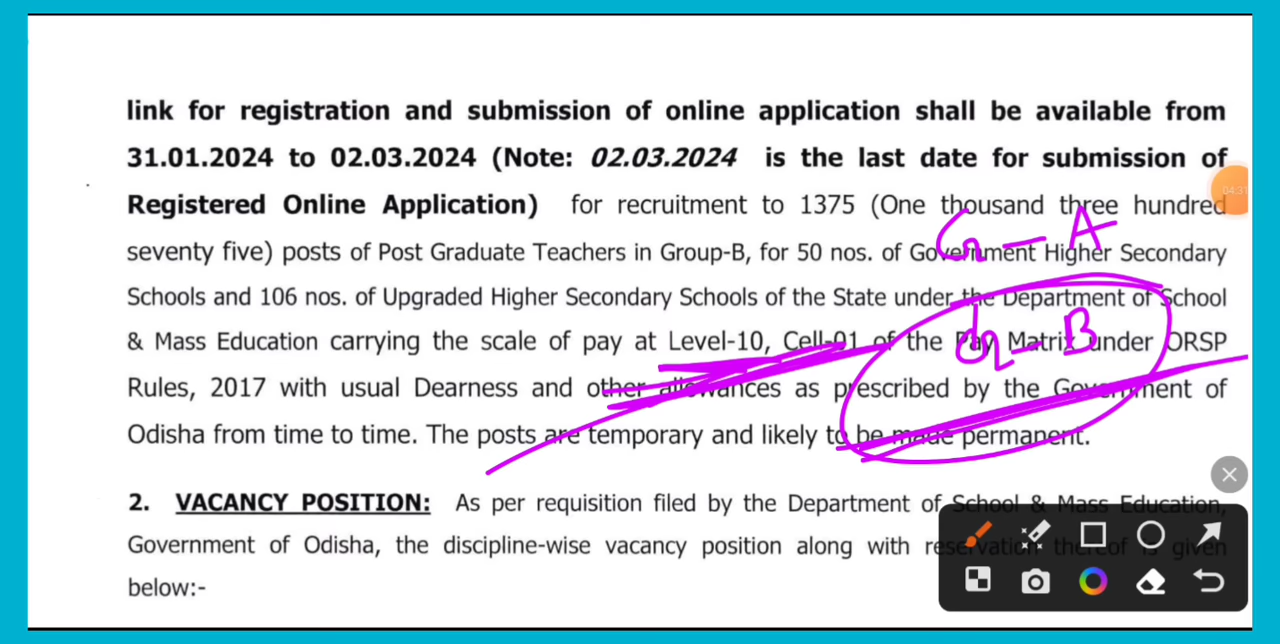 link for registration and submission of online application shall be available from
31.01.2024 to 02.03.2024 (Note: 02.03.2024 is the last date for submission of
04:31
Registered Online Application) for recruitment to 1375 (One thousand three hundred
G - A
seventy five) posts of Post Graduate Teachers in Group-B, for 50 nos. of Government Higher Secondary
Schools and 106 nos. of Upgraded Higher Secondary Schools of the State under the Department of School
G - B
& Mass Education carrying the scale of pay at Level-10, Cell-01 of the Pay Matrix under ORSP
Rules, 2017 with usual Dearness and other allowances as prescribed by the Government of
Odisha from time to time. The posts are temporary and likely to be made permanent.
2. VACANCY POSITION: As per requisition filed by the Department of School & Mass Education,
Government of Odisha, the discipline-wise vacancy position along with reservation thereof is given
below:-